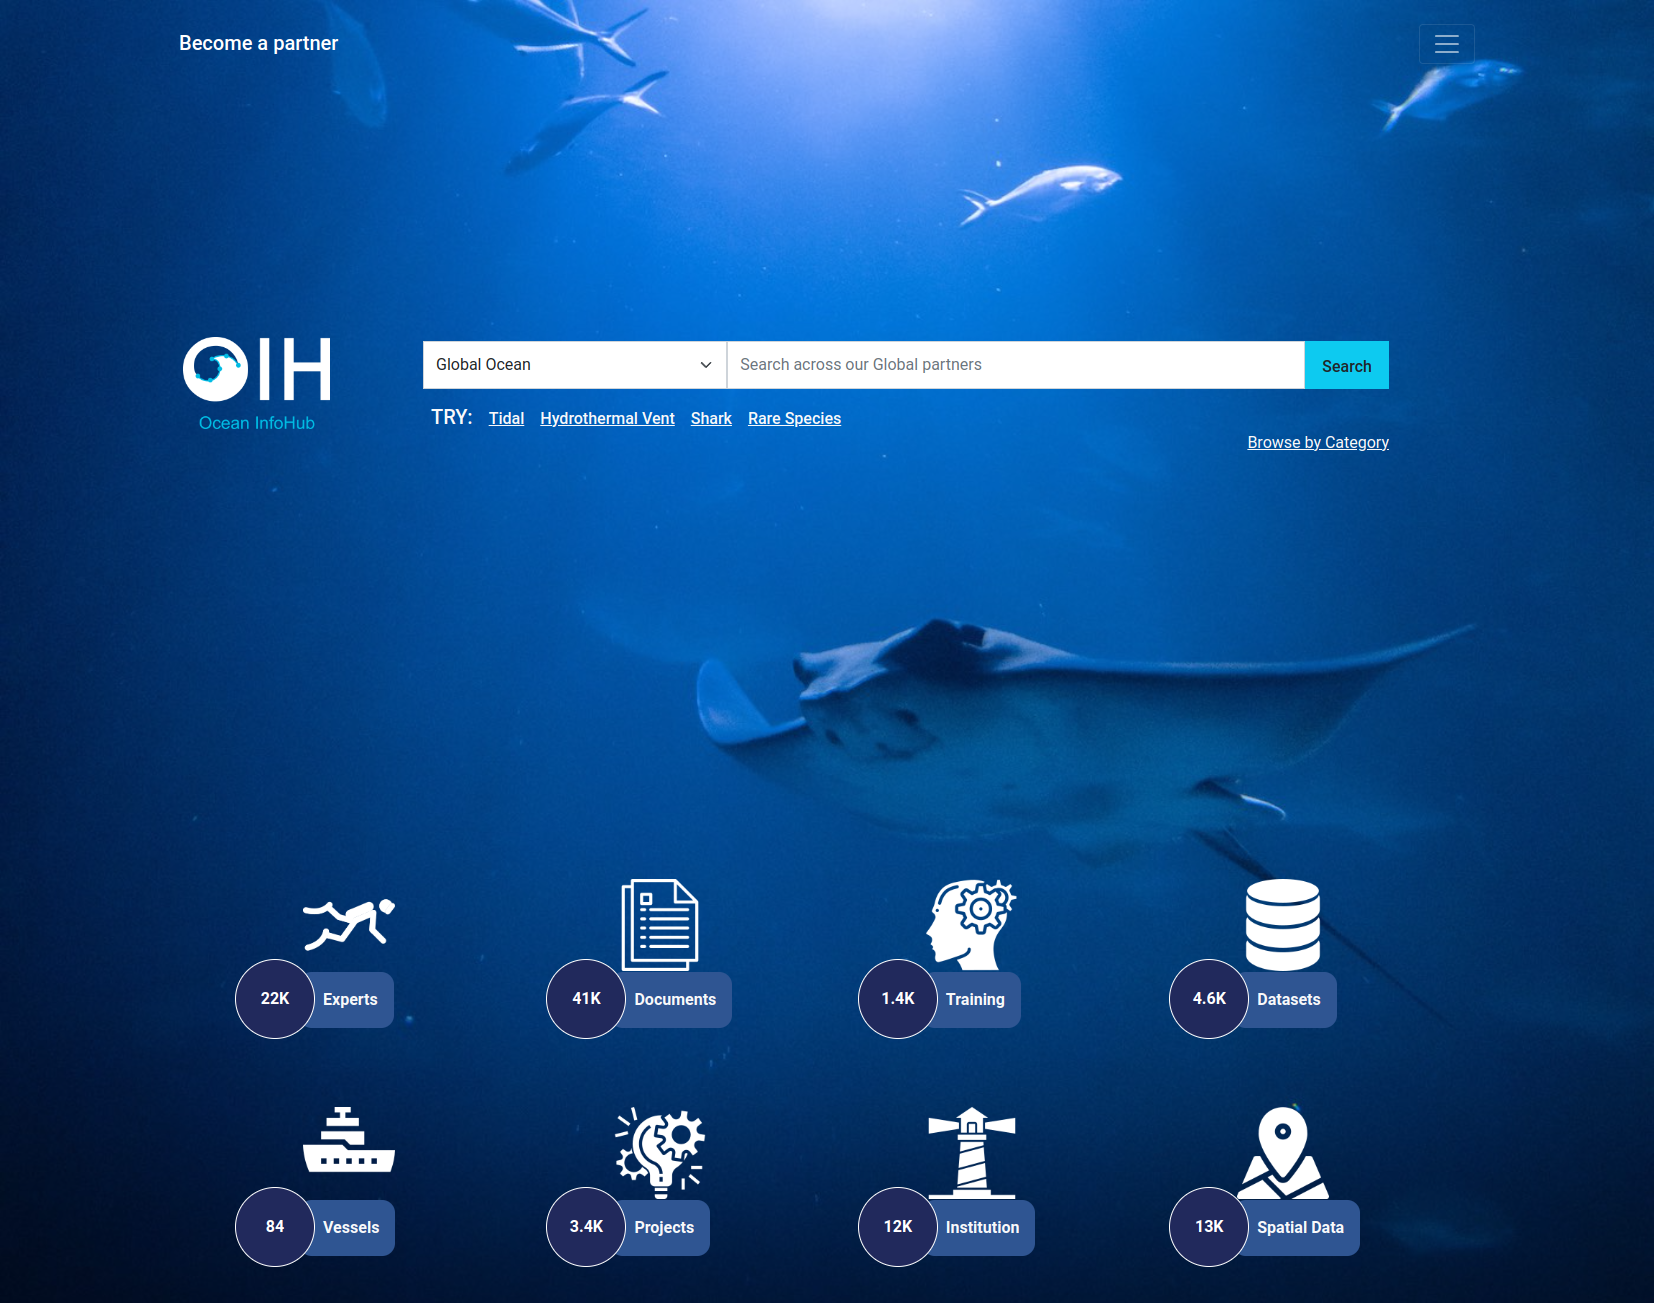 Become a partner
OIH
Ocean InfoHub
Global Ocean
Search across our Global partners
Search
TRY: Tidal Hydrothermal Vent Shark Rare Species
Browse by Category
22K Experts
41K Documents
1.4K Training
4.6K Datasets
84 Vessels
3.4K Projects
12K Institution
13K Spatial Data